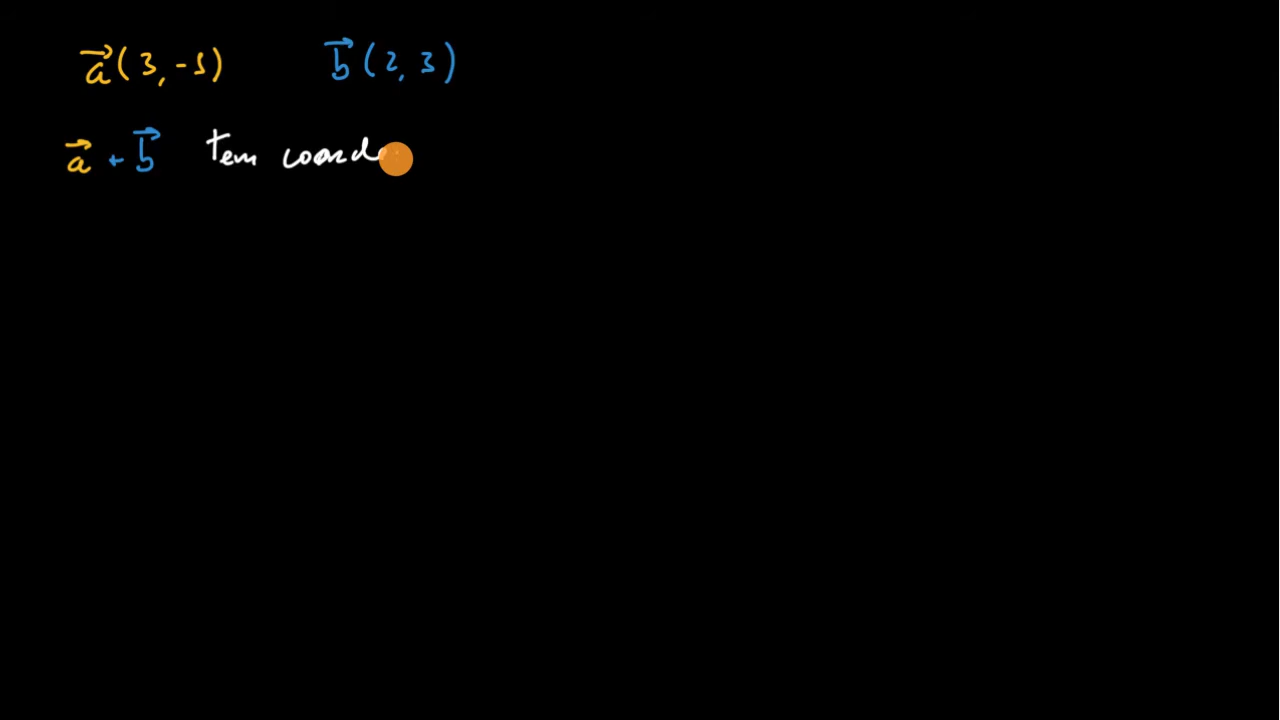 a⃗(3,-1) b⃗(2,3)
a⃗ + b⃗ tem coord